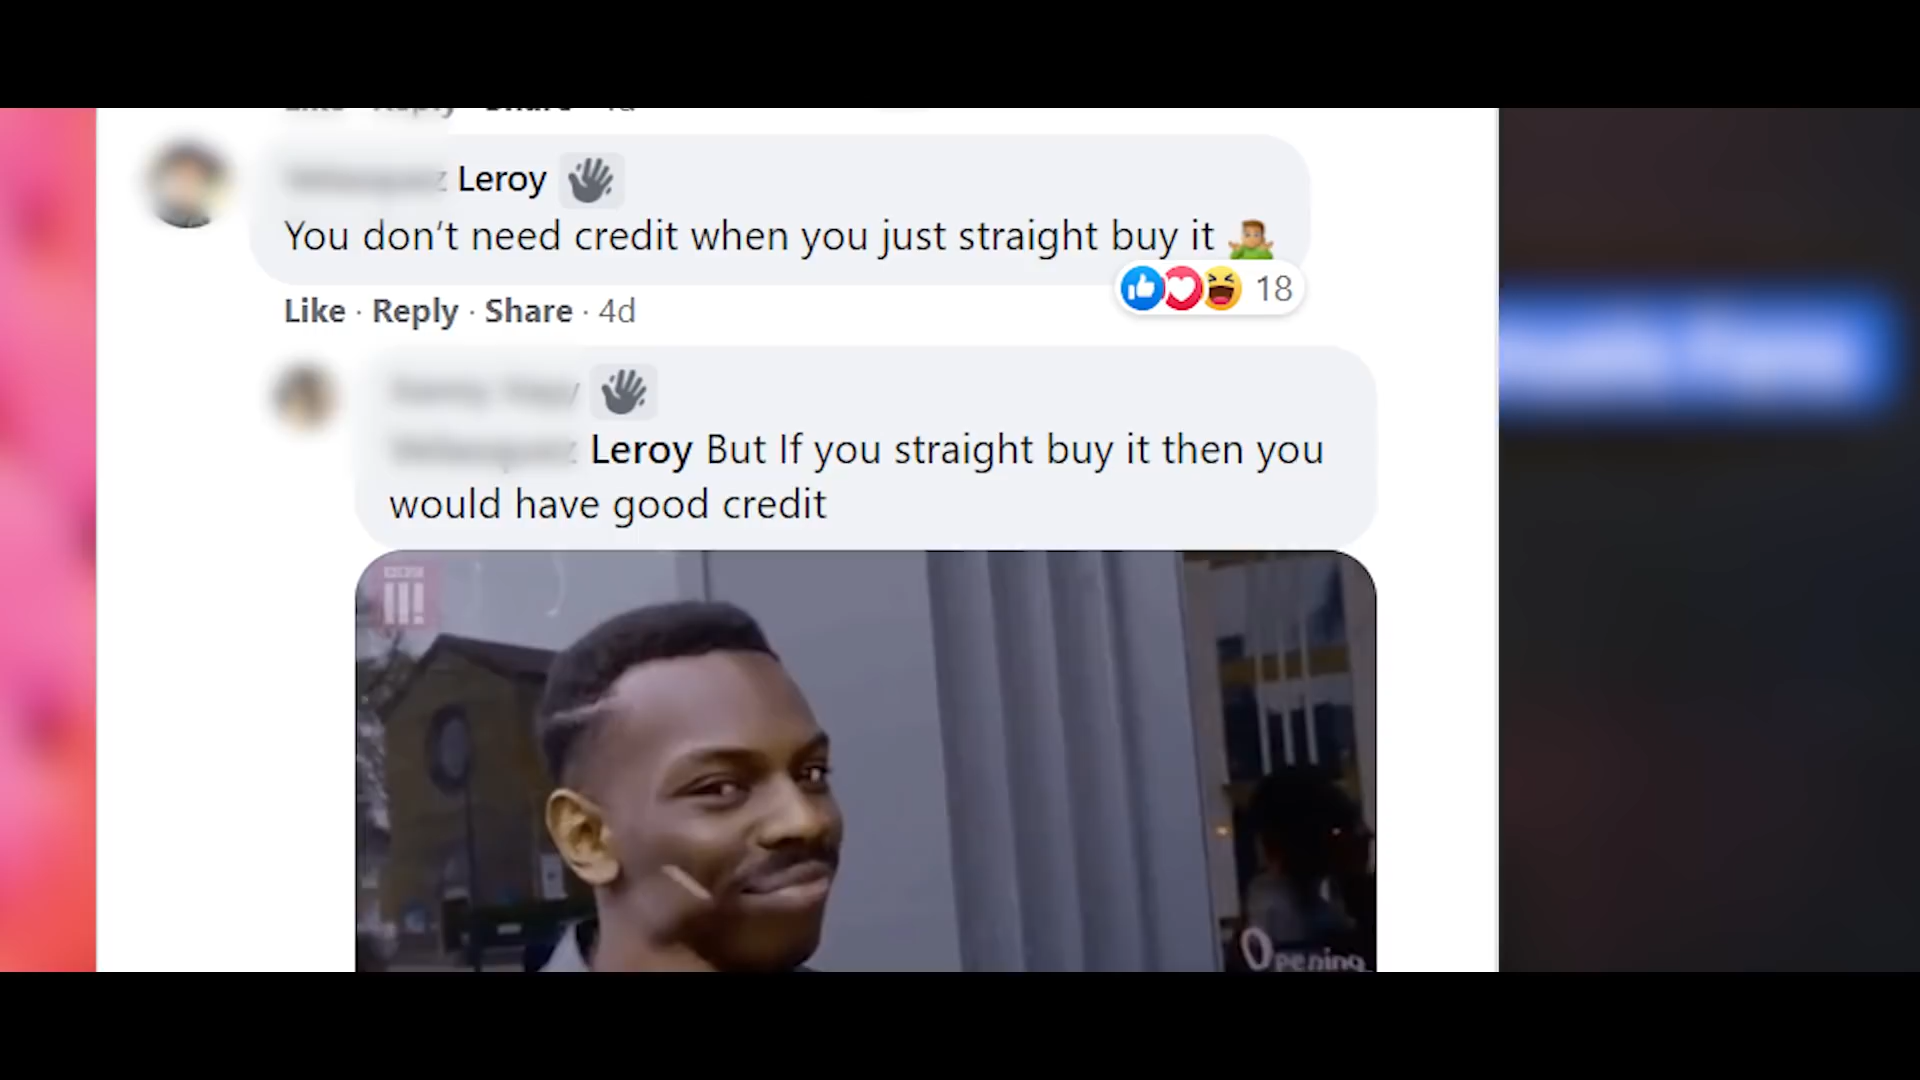 Leroy
You don't need credit when you just straight buy it
18
Like · Reply · Share · 4d
Leroy But If you straight buy it then you
would have good credit
Opening